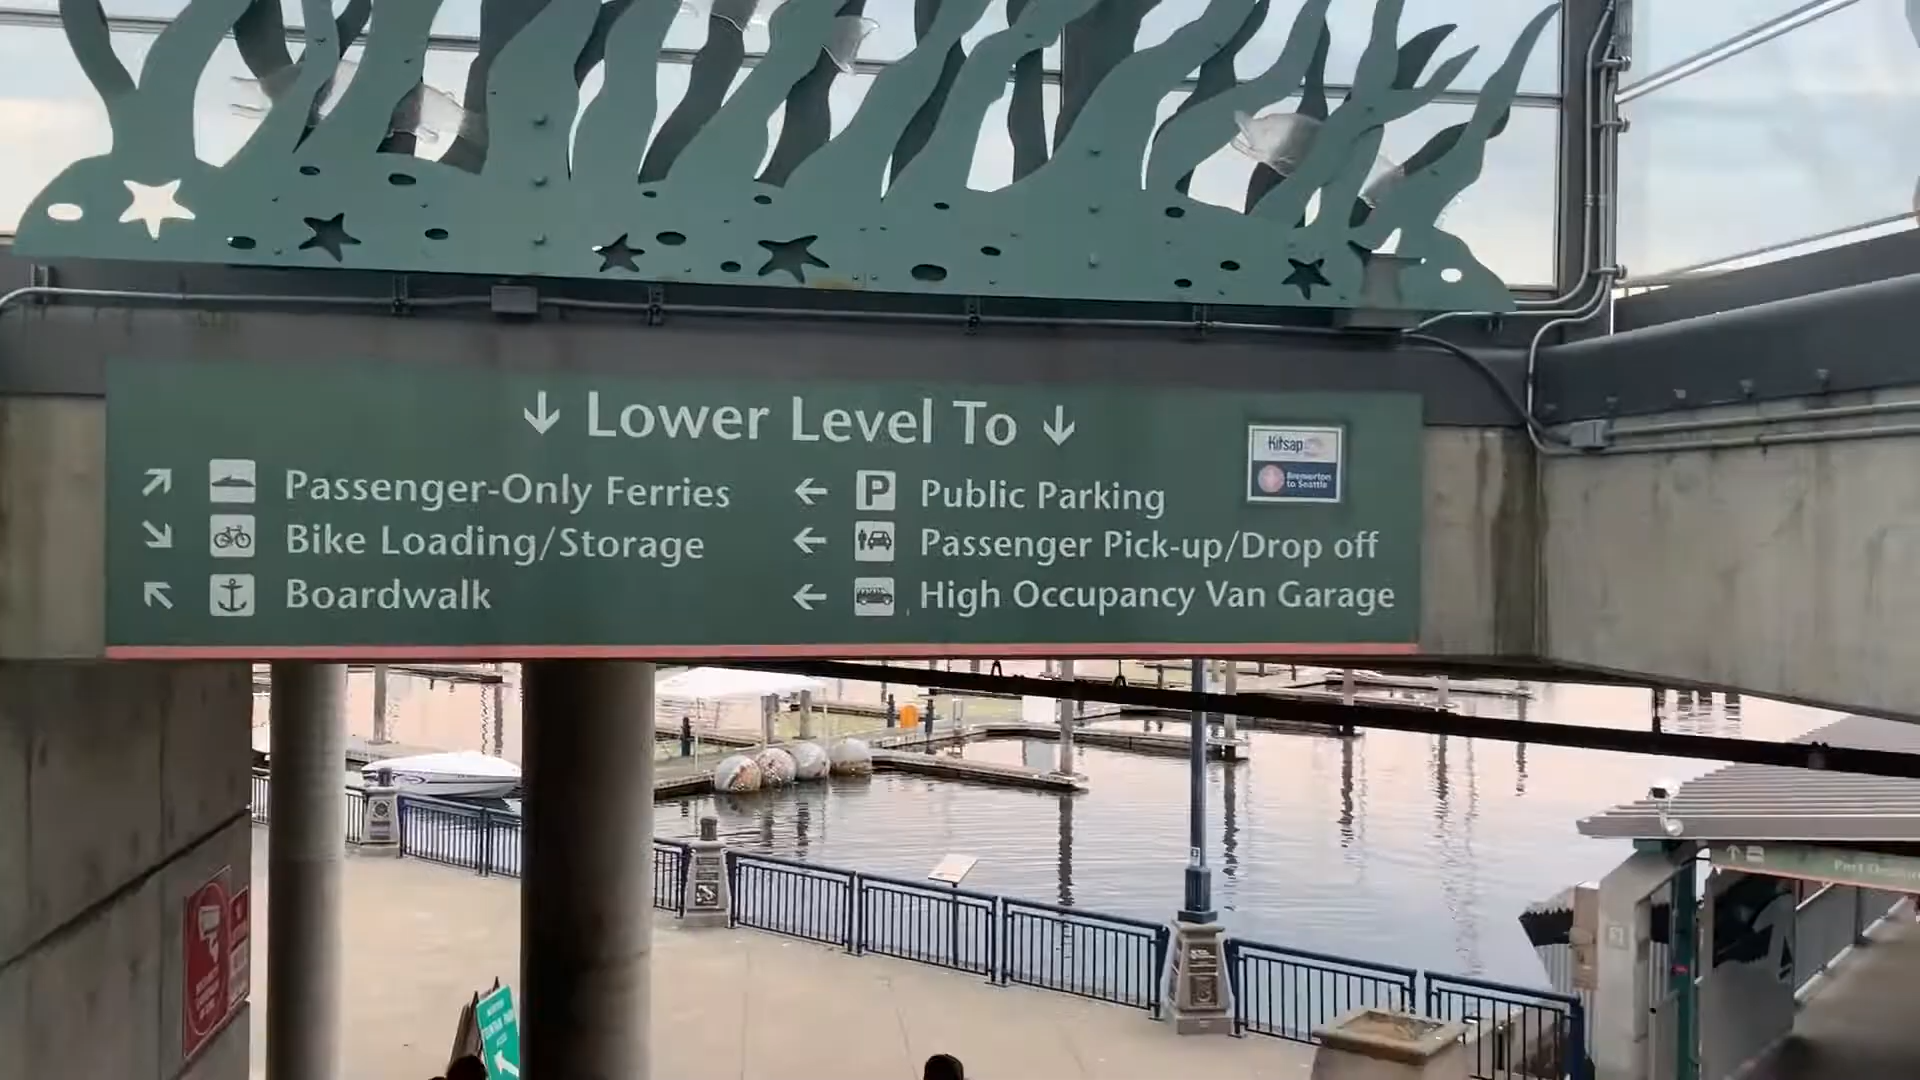 ↓ Lower Level To ↓
↗ Passenger-Only Ferries
↘ Bike Loading/Storage
↖ Boardwalk
← P Public Parking
← Passenger Pick-up/Drop off
← High Occupancy Van Garage
Kitsap
Bremerton
to Seattle